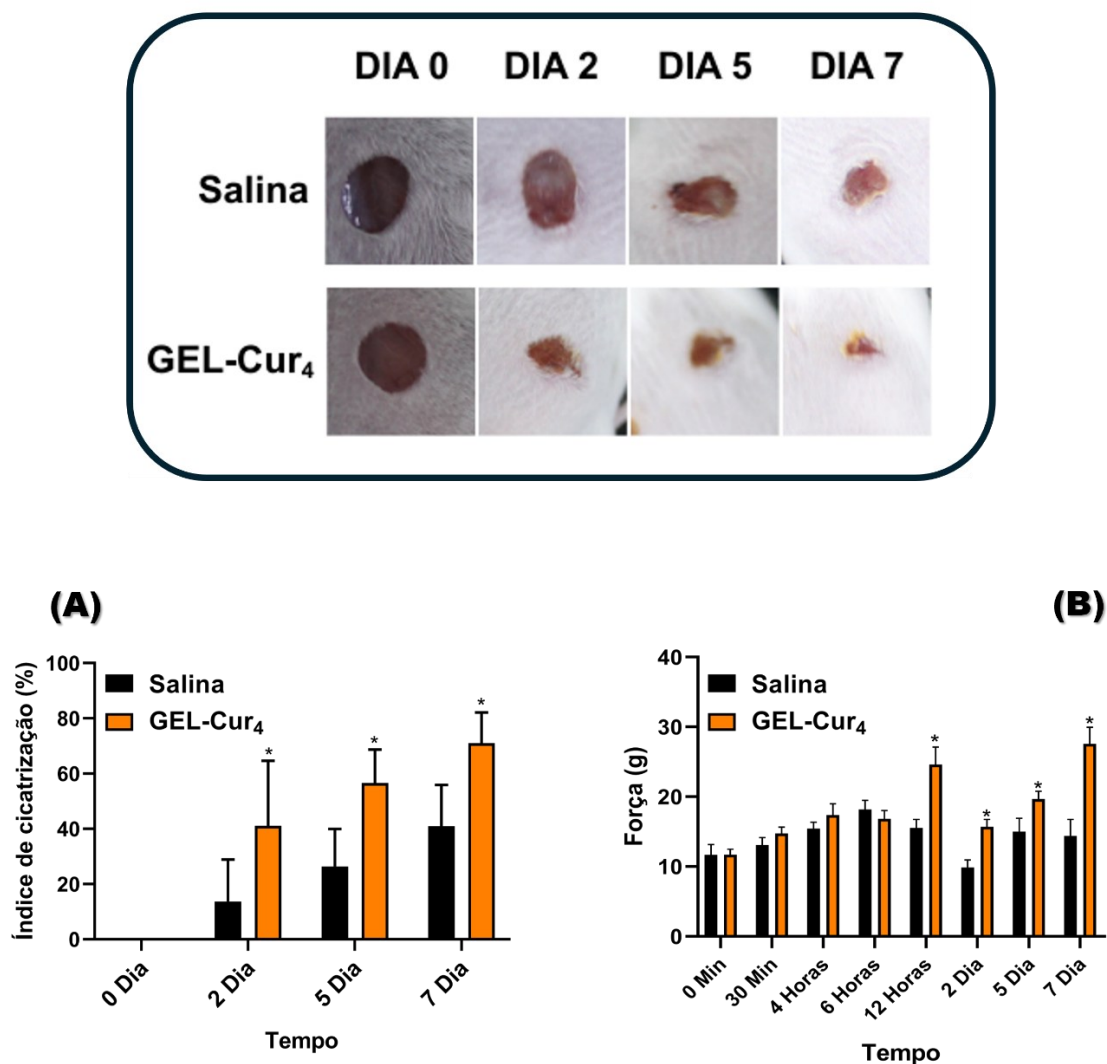 DIA 0 DIA 2 DIA 5 DIA 7
Salina
GEL-Cur₄
(A)
Índice de cicatrização (%)
100
80
60
40
20
0
Salina
GEL-Cur₄
*
*
*
0 Dia 2 Dia 5 Dia 7 Dia
Tempo
(B)
Força (g)
40
30
20
10
0
Salina
GEL-Cur₄
*
*
*
*
0 Min 30 Min 4 Horas 6 Horas 12 Horas 2 Dia 5 Dia 7 Dia
Tempo